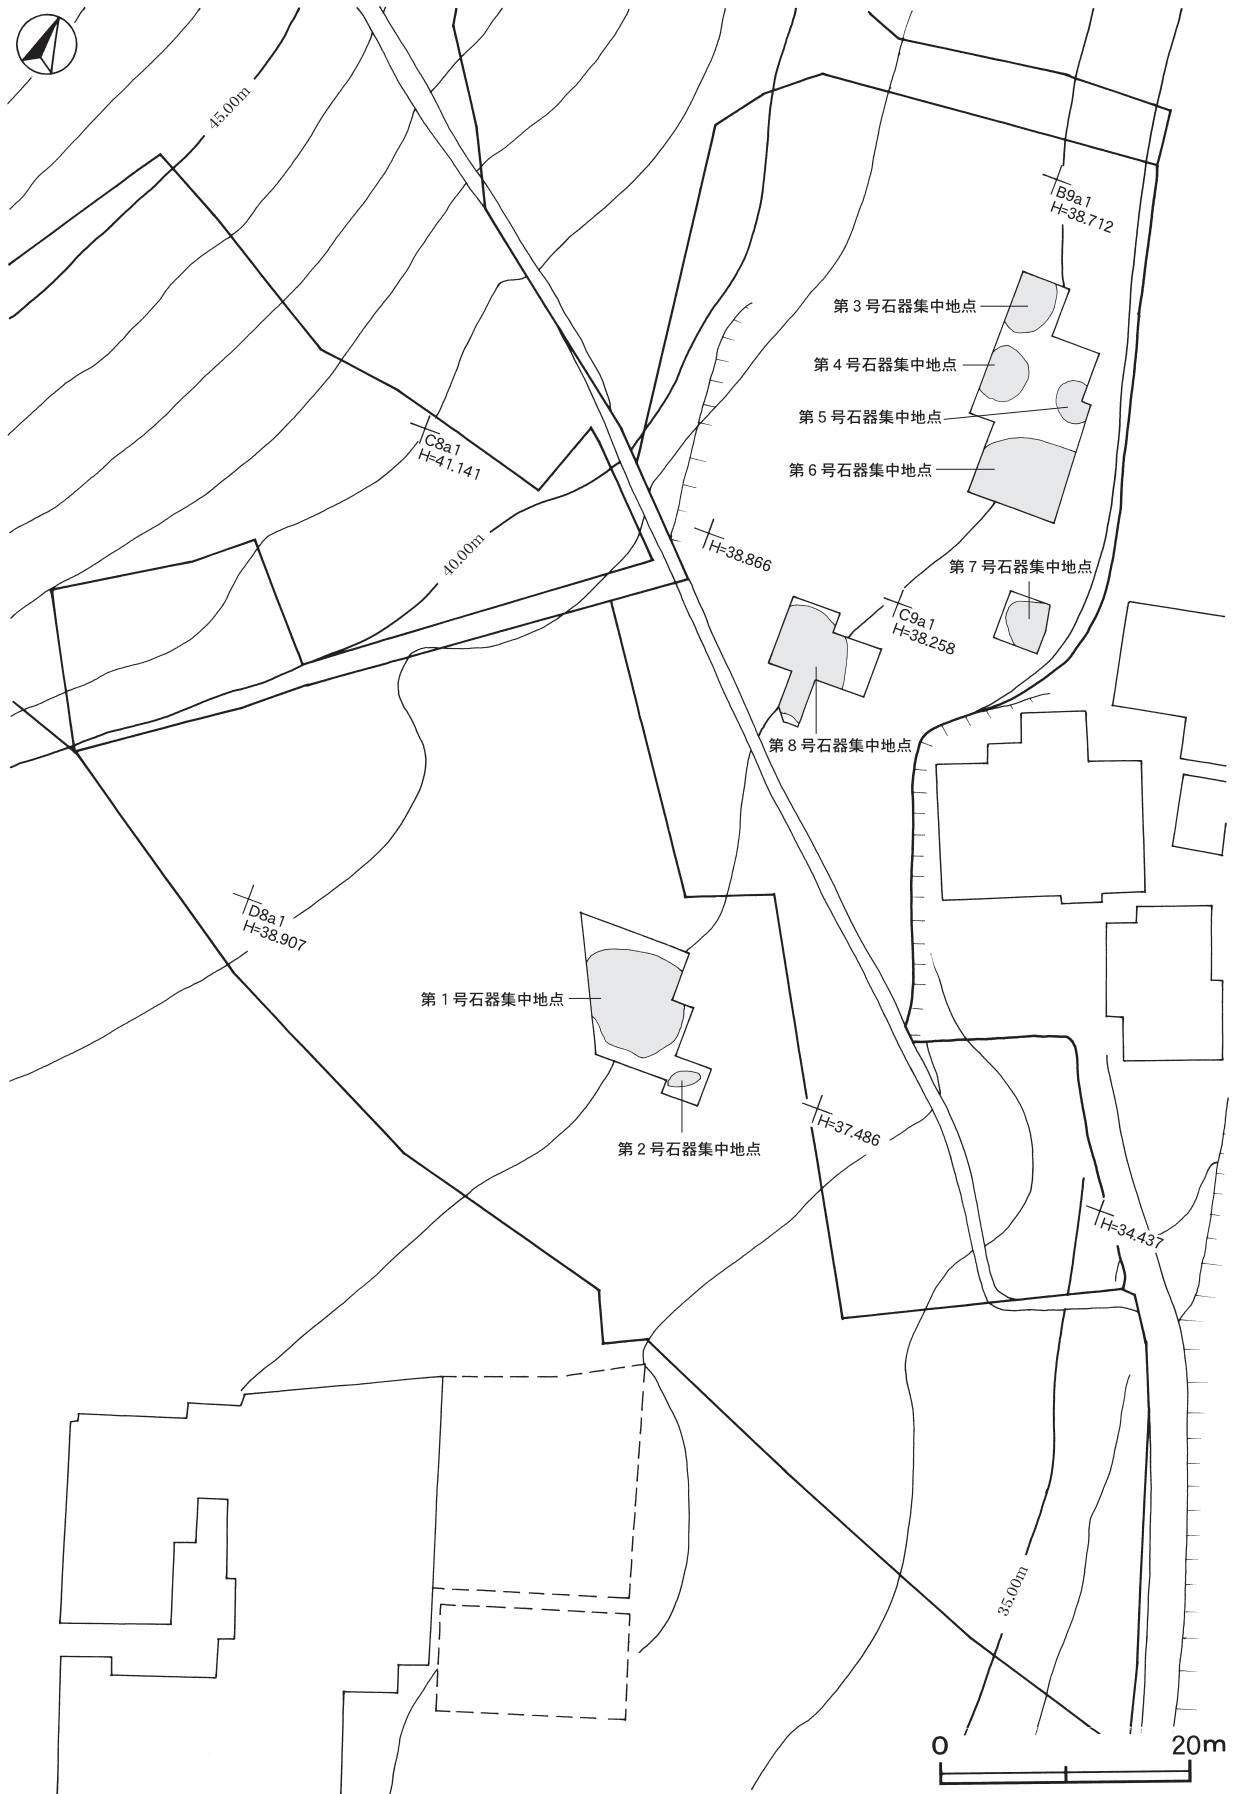 45.00m
B9a1
H=38.712
第3号石器集中地点
第4号石器集中地点
第5号石器集中地点
第6号石器集中地点
C8a1
H=41.141
40.00m
H=38.866
第7号石器集中地点
C9a1
H=38.258
第8号石器集中地点
D8a1
H=38.907
第1号石器集中地点
H=37.486
第2号石器集中地点
H=34.437
35.00m
0 20m